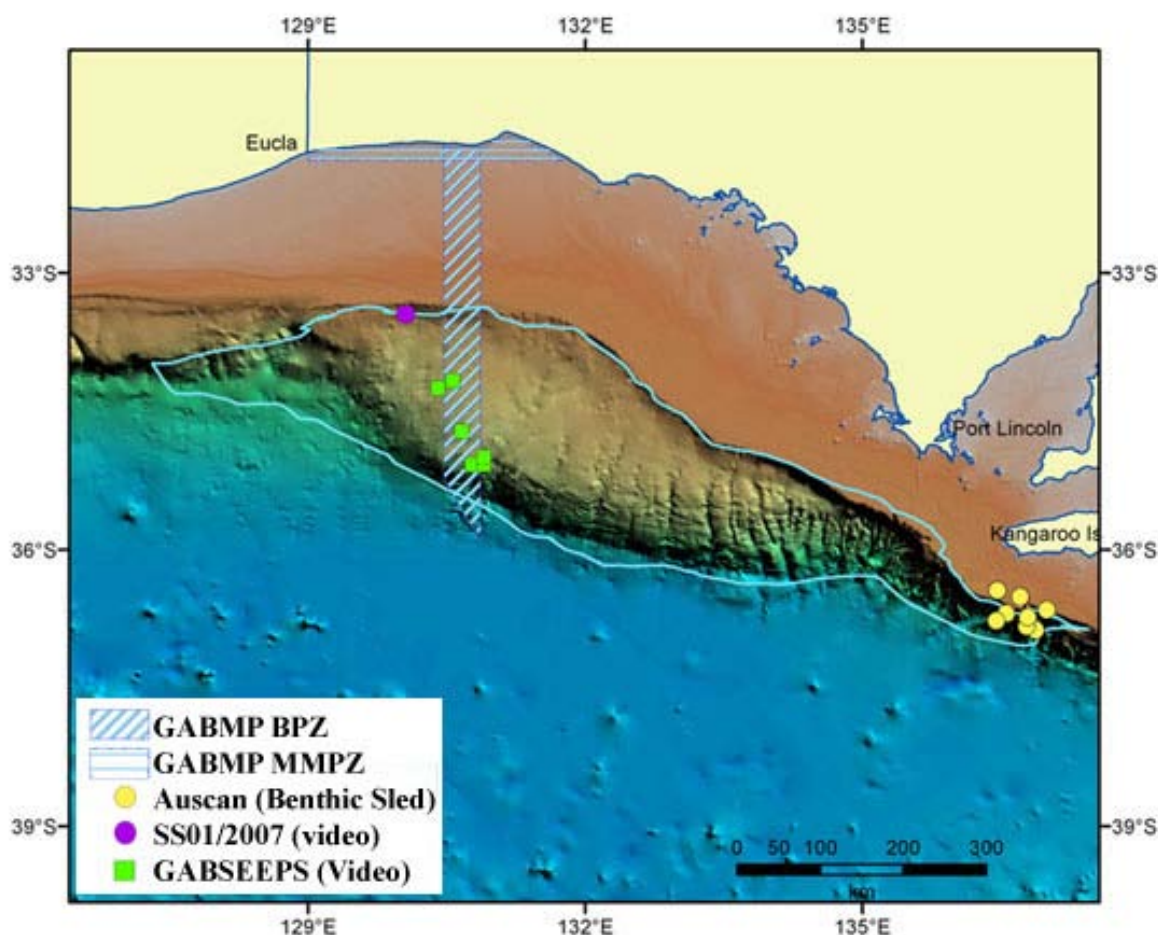 129°E 132°E 135°E
Eucla
33°S 33°S
Port Lincoln
Kangaroo Is
36°S 36°S
GABMP BPZ
GABMP MMPZ
Auscan (Benthic Sled)
SS01/2007 (video)
GABSEEPS (Video)
39°S 39°S
0 50 100 200 300
km
129°E 132°E 135°E